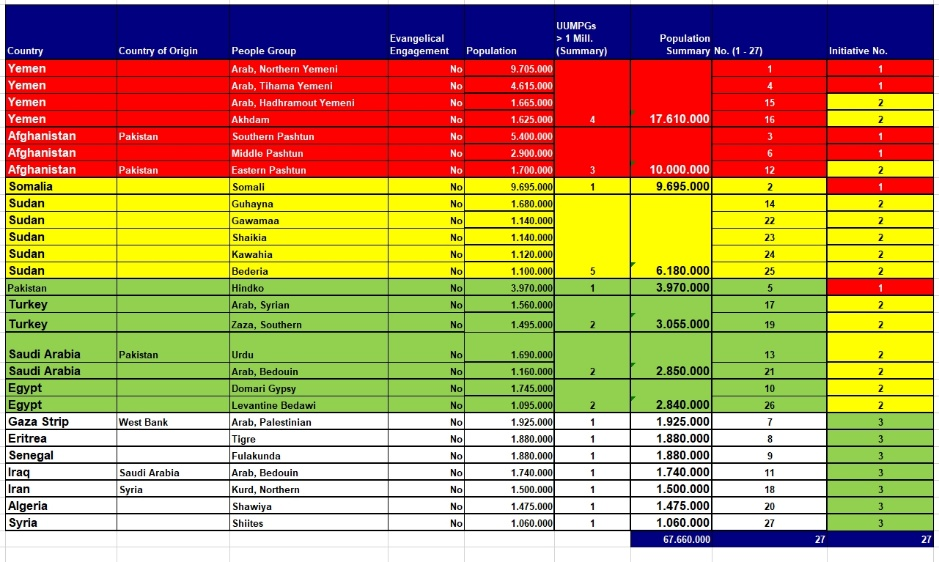 UUMPGs
Evangelical > 1 Mill. Population
Country Country of Origin People Group Engagement Population (Summary) Summary No. (1 - 27) Initiative No.
Yemen Arab, Northern Yemeni No 9.705.000 1 1
Yemen Arab, Tihama Yemeni No 4.615.000 4 1
Yemen Arab, Hadhramout Yemeni No 1.665.000 15 2
Yemen Akhdam No 1.625.000 4 17.610.000 16 2
Afghanistan Pakistan Southern Pashtun No 5.400.000 3 1
Afghanistan Middle Pashtun No 2.900.000 6 1
Afghanistan Pakistan Eastern Pashtun No 1.700.000 3 10.000.000 12 2
Somalia Somali No 9.695.000 1 9.695.000 2 1
Sudan Guhayna No 1.680.000 14 2
Sudan Gawamaa No 1.140.000 22 2
Sudan Shaikia No 1.140.000 23 2
Sudan Kawahia No 1.120.000 24 2
Sudan Bederia No 1.100.000 5 6.180.000 25 2
Pakistan Hindko No 3.970.000 1 3.970.000 5 1
Turkey Arab, Syrian No 1.560.000 17 2
Turkey Zaza, Southern No 1.495.000 2 3.055.000 19 2
Saudi Arabia Pakistan Urdu No 1.690.000 13 2
Saudi Arabia Arab, Bedouin No 1.160.000 2 2.850.000 21 2
Egypt Domari Gypsy No 1.745.000 10 2
Egypt Levantine Bedawi No 1.095.000 2 2.840.000 26 2
Gaza Strip West Bank Arab, Palestinian No 1.925.000 1 1.925.000 7 3
Eritrea Tigre No 1.880.000 1 1.880.000 8 3
Senegal Fulakunda No 1.880.000 1 1.880.000 9 3
Iraq Saudi Arabia Arab, Bedouin No 1.740.000 1 1.740.000 11 3
Iran Syria Kurd, Northern No 1.500.000 1 1.500.000 18 3
Algeria Shawiya No 1.475.000 1 1.475.000 20 3
Syria Shiites No 1.060.000 1 1.060.000 27 3
67.660.000 27 27